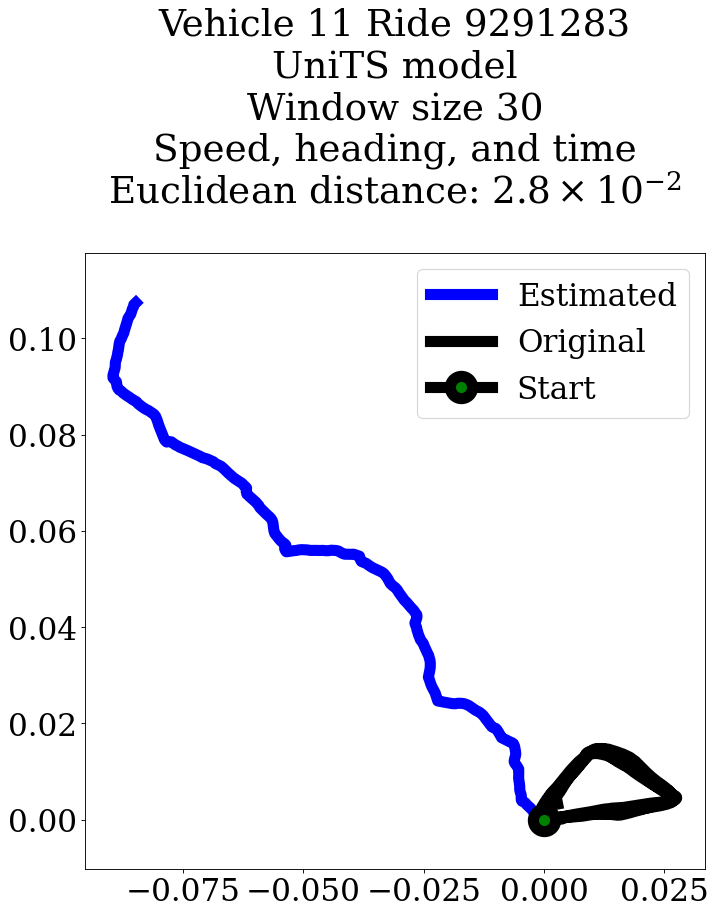 Vehicle 11 Ride 9291283
UniTS model
Window size 30
Speed, heading, and time
Euclidean distance: 2.8 × 10⁻²
Estimated
Original
Start
0.10
0.08
0.06
0.04
0.02
0.00
−0.075 −0.050 −0.025 0.000 0.025